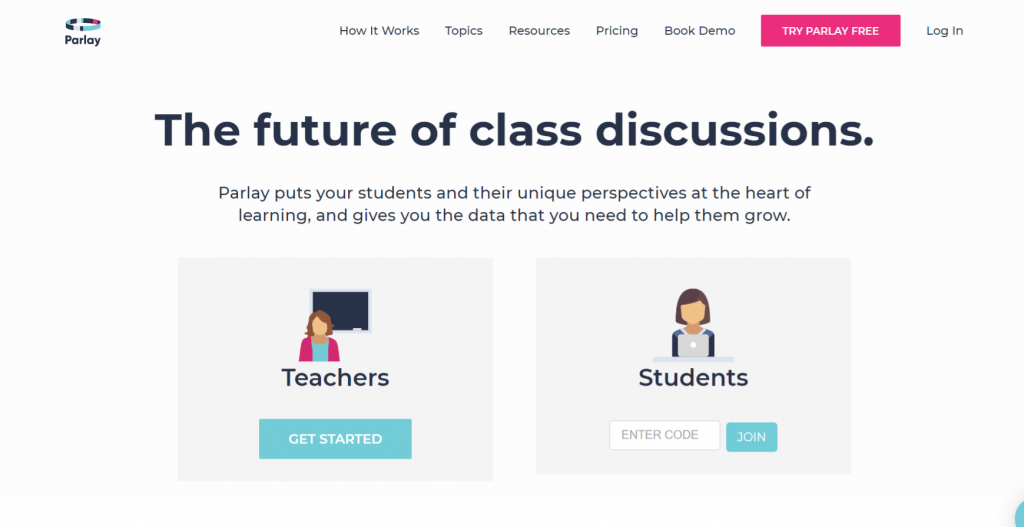 Parlay
How It Works
Topics
Resources
Pricing
Book Demo
TRY PARLAY FREE
Log In
The future of class discussions.
Parlay puts your students and their unique perspectives at the heart of
learning, and gives you the data that you need to help them grow.
Teachers
GET STARTED
Students
ENTER CODE
JOIN